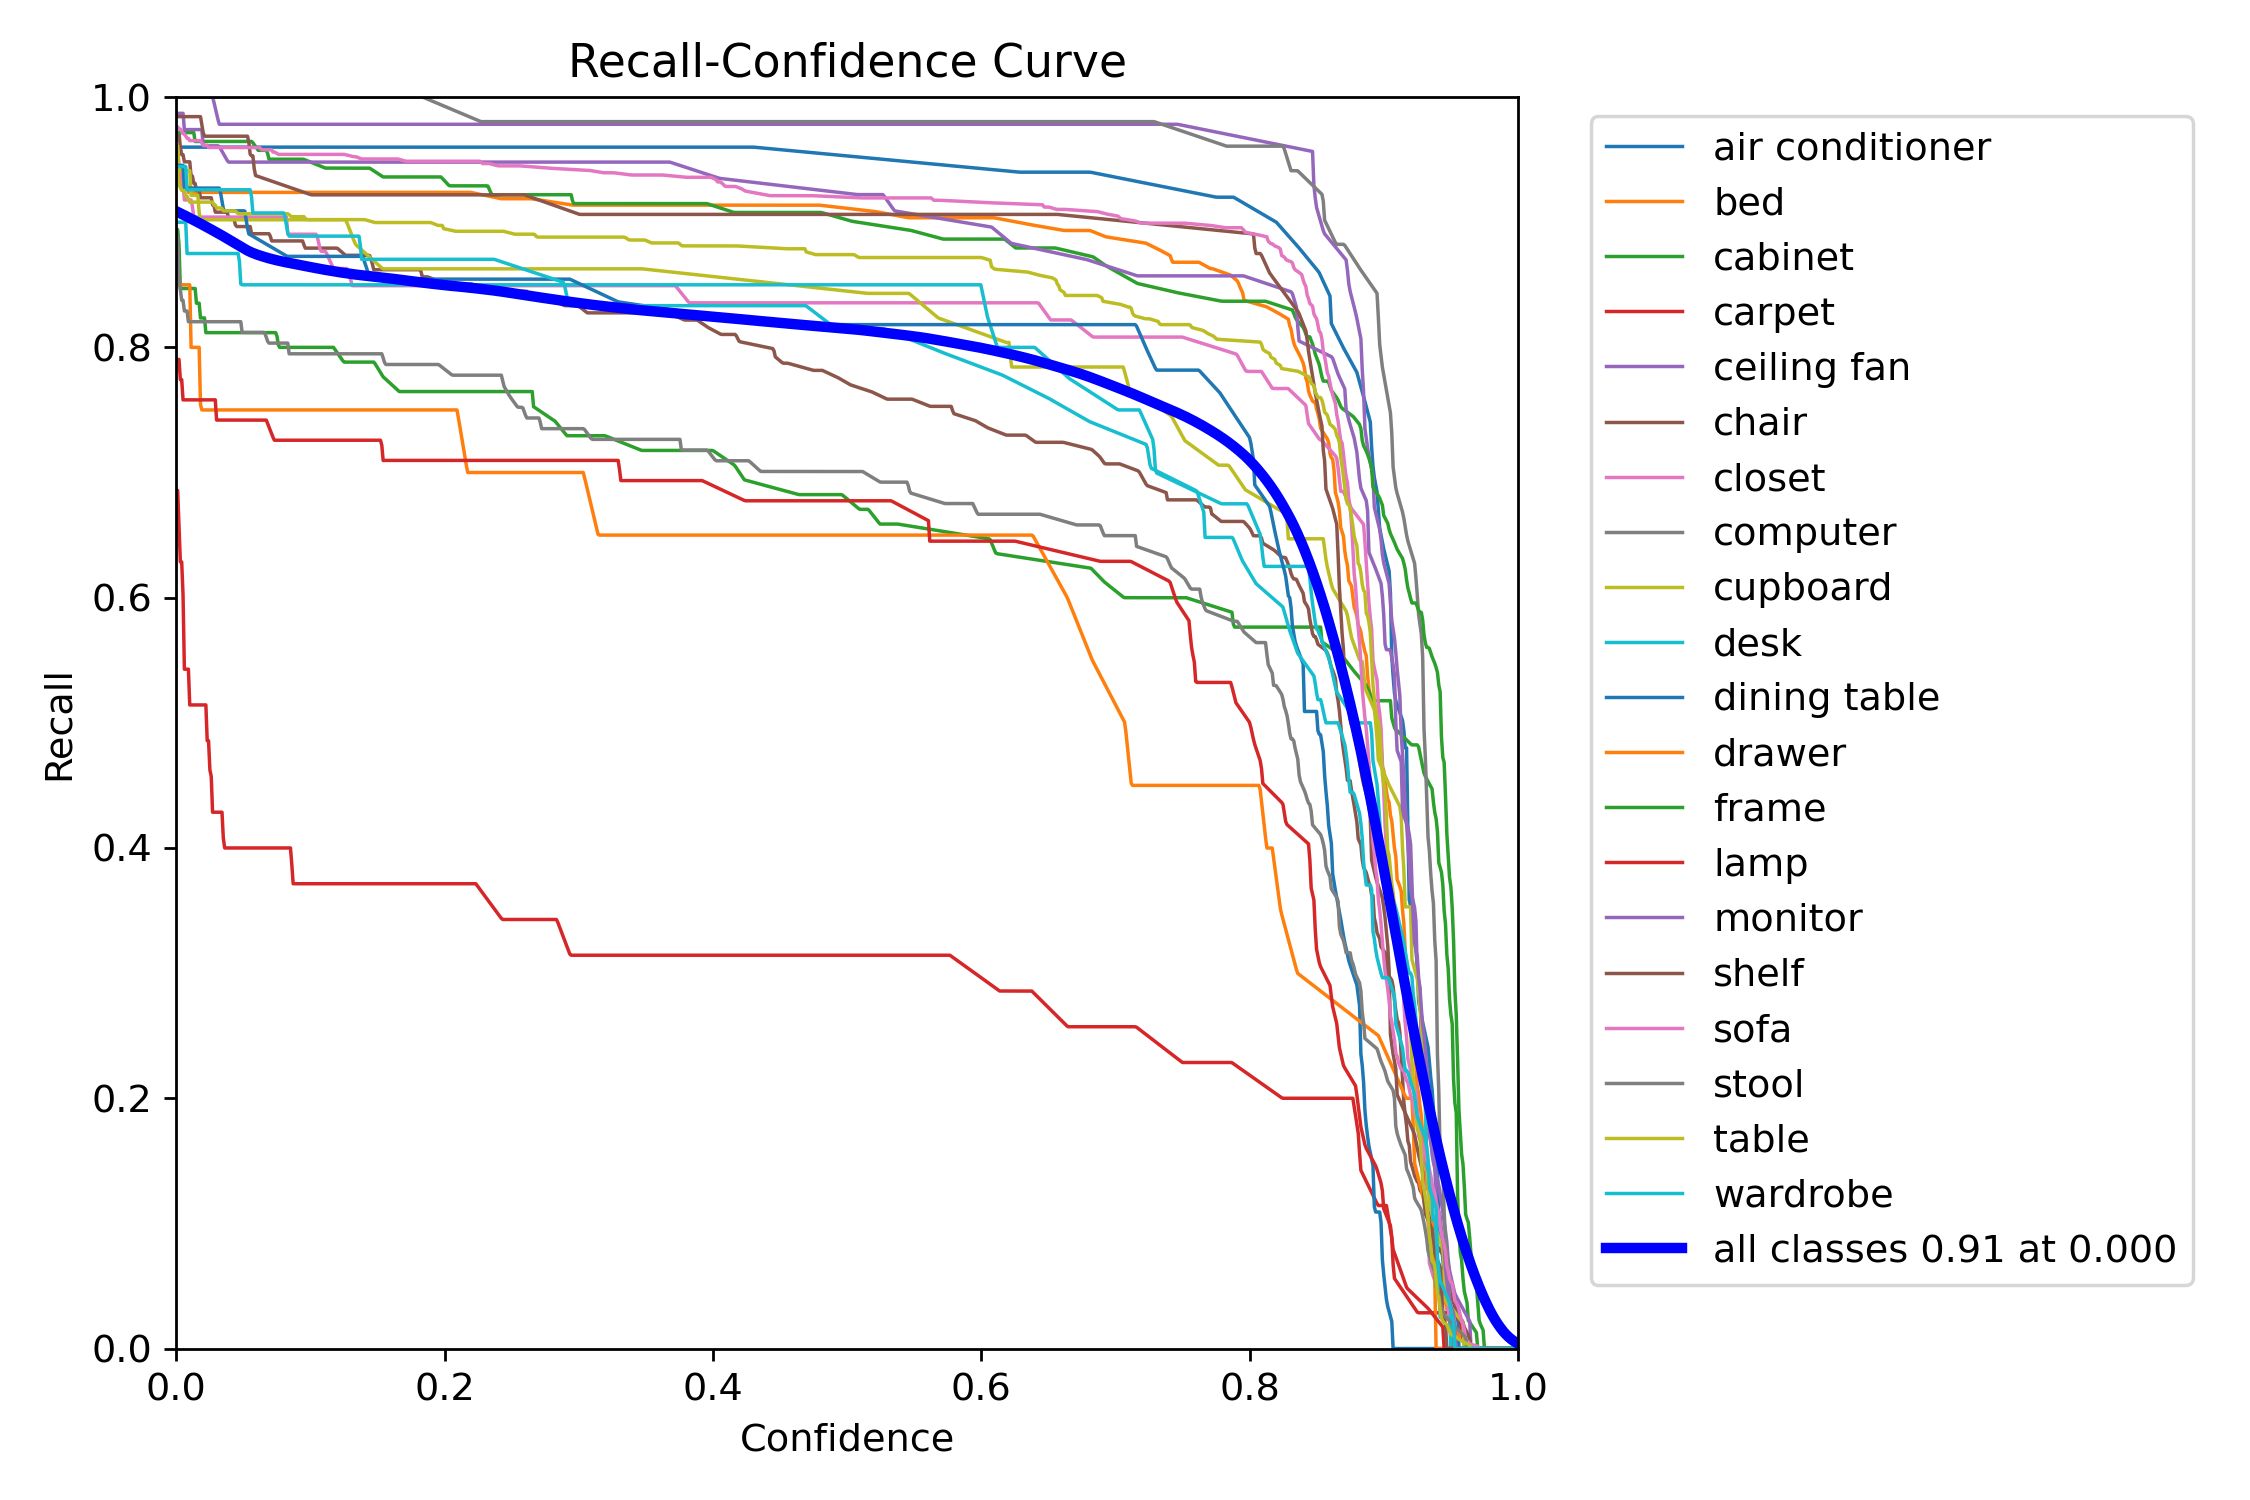 Recall-Confidence Curve
1.0
0.8
0.6
0.4
0.2
0.0
Recall
0.0 0.2 0.4 0.6 0.8 1.0
Confidence
air conditioner
bed
cabinet
carpet
ceiling fan
chair
closet
computer
cupboard
desk
dining table
drawer
frame
lamp
monitor
shelf
sofa
stool
table
wardrobe
all classes 0.91 at 0.000